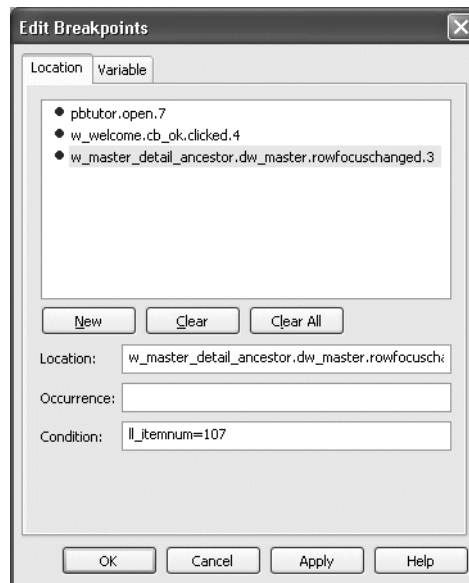 Edit Breakpoints
Location Variable
pbtutor.open.7
w_welcome.cb_ok.clicked.4
w_master_detail_ancestor.dw_master.rowfocuschanged.3
New Clear Clear All
Location: w_master_detail_ancestor.dw_master.rowfocuscha
Occurrence:
Condition: ll_itemnum=107
OK Cancel Apply Help